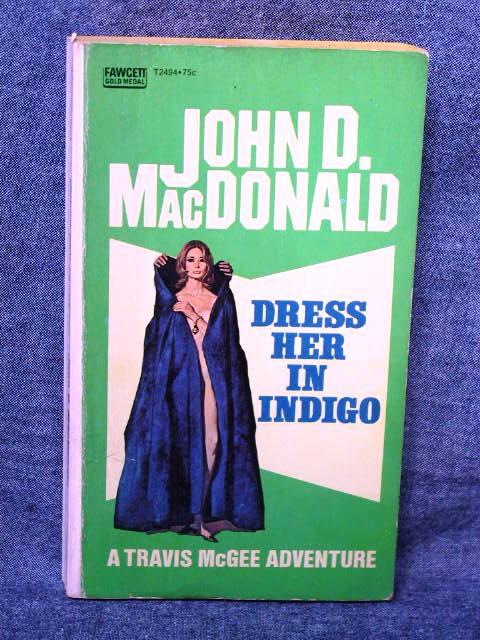 FAWCETT
GOLD MEDAL
T2494•75c
JOHN D.
MACDONALD
DRESS
HER
IN
INDIGO
A TRAVIS McGEE ADVENTURE